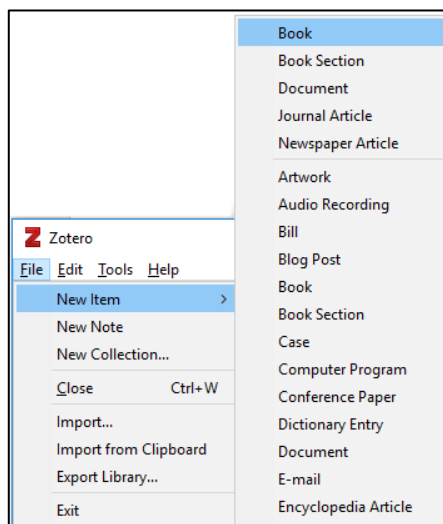 Book
Book Section
Document
Journal Article
Newspaper Article
Artwork
Audio Recording
Bill
Blog Post
Book
Book Section
Case
Computer Program
Conference Paper
Dictionary Entry
Document
E-mail
Encyclopedia Article
Z Zotero
File Edit Tools Help
New Item >
New Note
New Collection...
Close Ctrl+W
Import...
Import from Clipboard
Export Library...
Exit